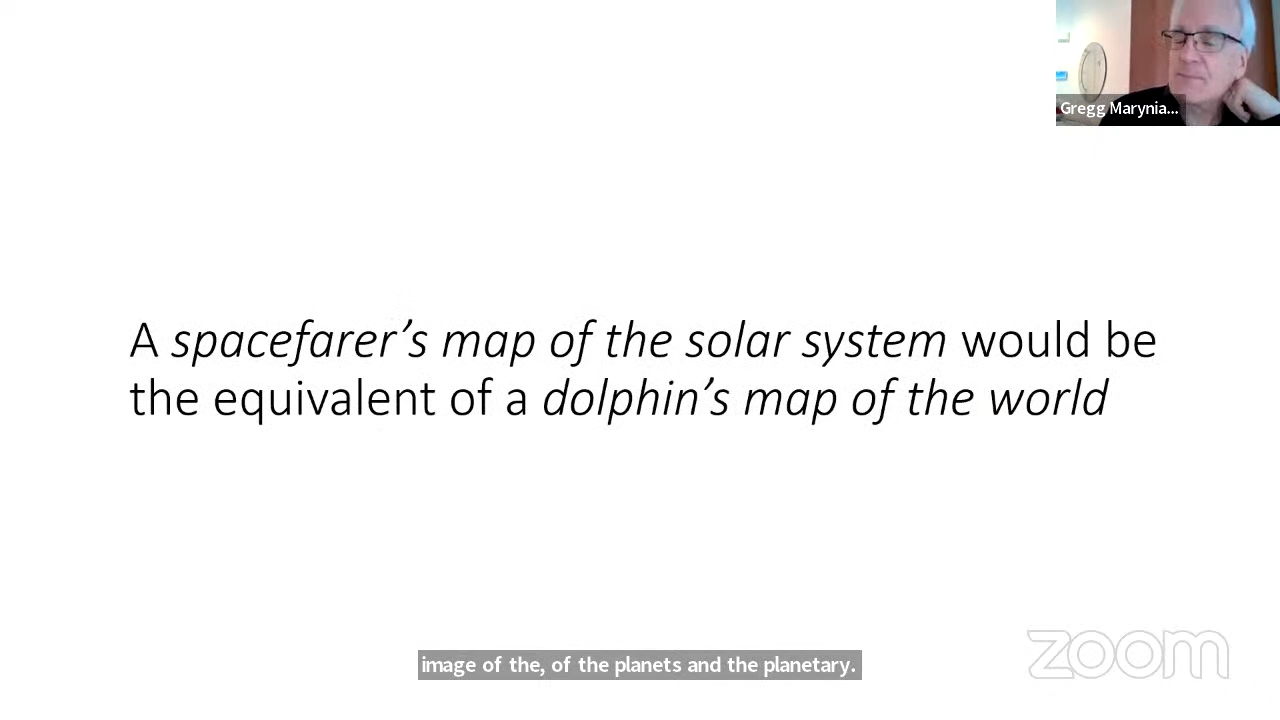 Gregg Marynia...
A spacefarer’s map of the solar system would be
the equivalent of a dolphin’s map of the world
image of the, of the planets and the planetary.
zoom